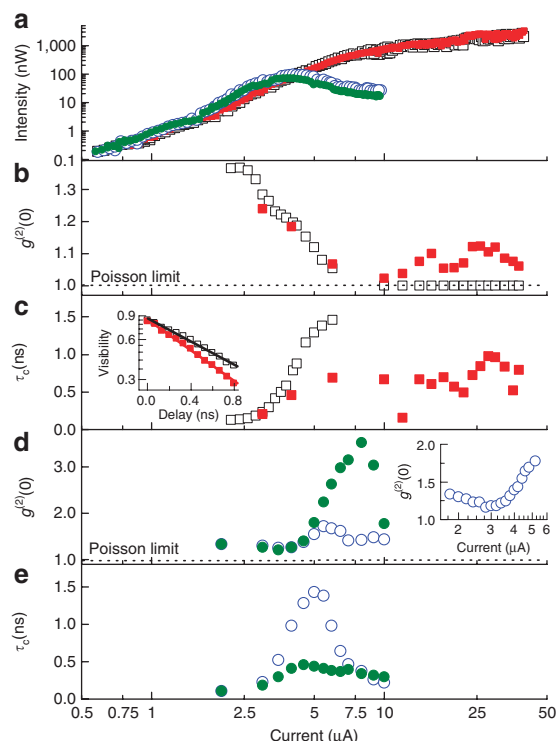 a
Intensity (nW)
1,000
100
10
1
0.1
b
g(2)(0)
1.3
1.2
1.1
1.0
Poisson limit
c
τc(ns)
1.5
1.0
0.5
0.0
Visibility
0.9
0.6
0.3
0.0 0.4 0.8
Delay (ns)
d
g(2)(0)
3.0
2.0
1.0
Poisson limit
g(2)(0)
2.0
1.5
1.2
1.0
2 3 4 5 6
Current (μA)
e
τc(ns)
1.5
1.0
0.5
0.0
0.5 0.75 1 2.5 5 7.5 10 25 50
Current (μA)